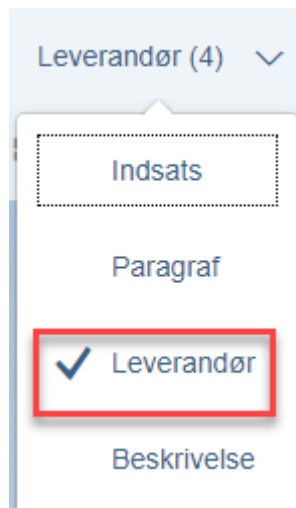 Leverandør (4)
Indsats
Paragraf
Leverandør
Beskrivelse